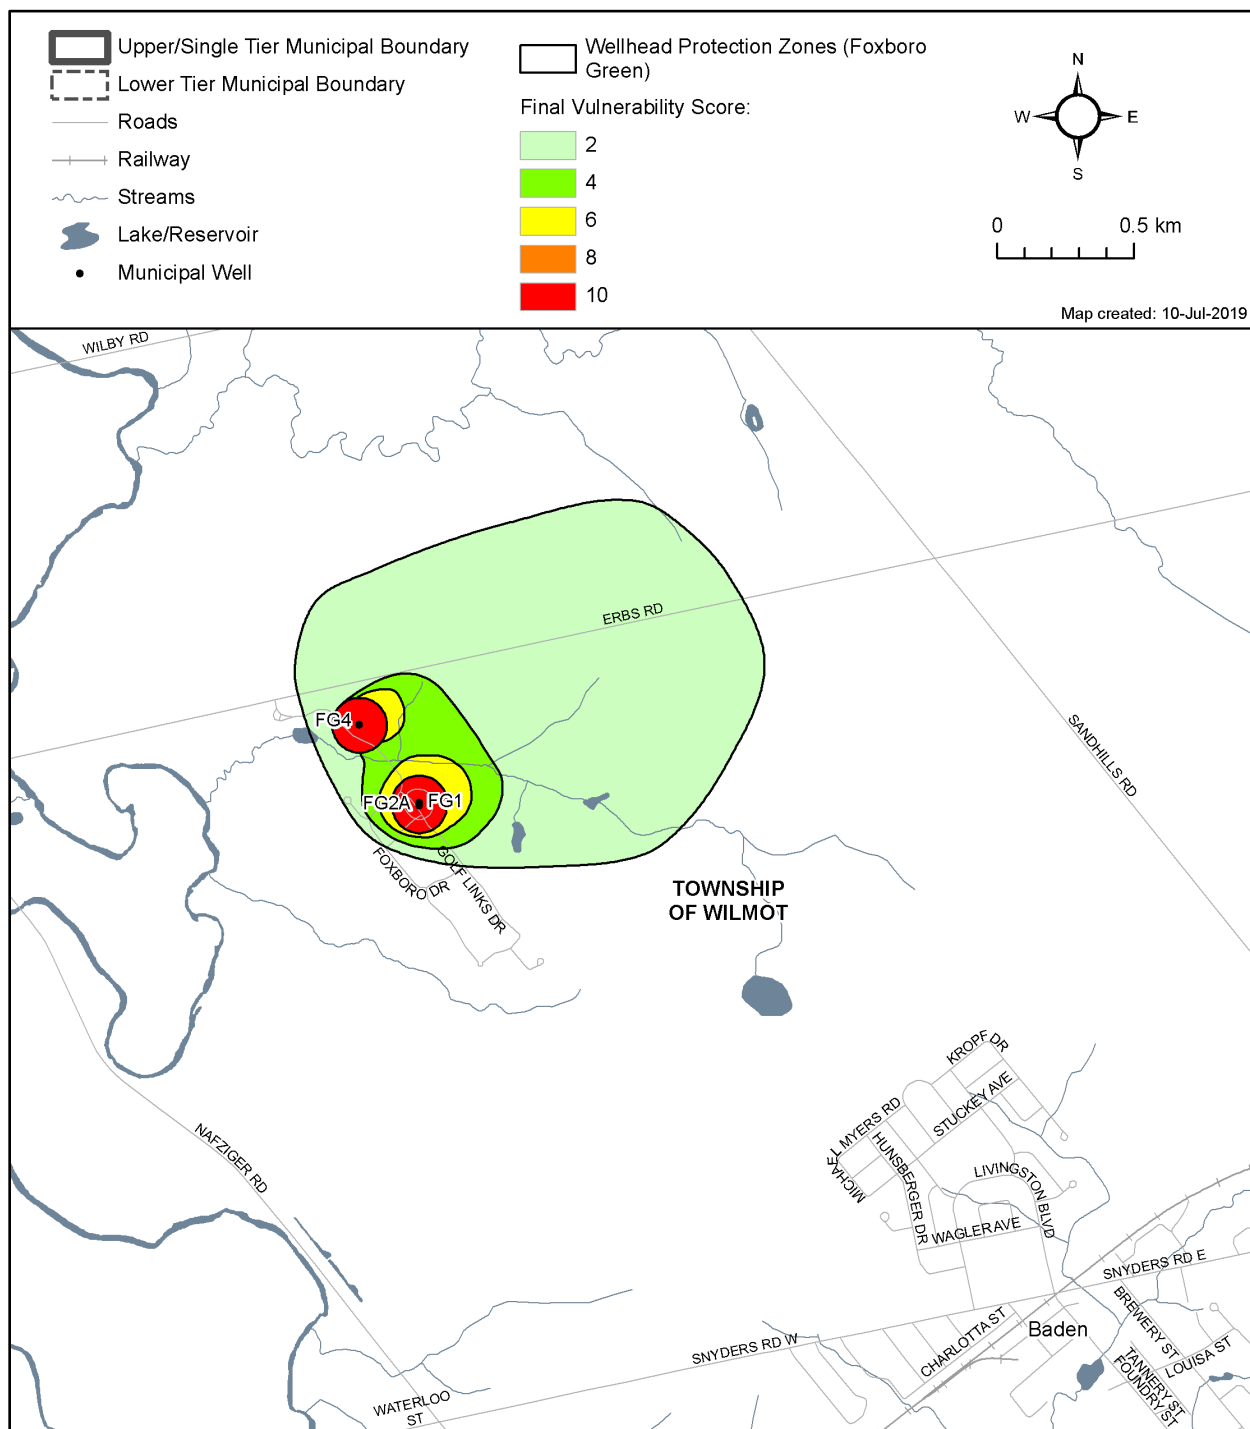 Upper/Single Tier Municipal Boundary
Lower Tier Municipal Boundary
Roads
Railway
Streams
Lake/Reservoir
Municipal Well
Wellhead Protection Zones (Foxboro
Green)
Final Vulnerability Score:
2
4
6
8
10
N
W
E
S
0
0.5 km
Map created: 10-Jul-2019
WILBY RD
ERBS RD
SANDHILLS RD
FG4
FG2A
FG1
FOXBORO DR
GOLF LINKS DR
TOWNSHIP
OF WILMOT
NAFZIGER RD
KROPF DR
STUCKEY AVE
MICHAEL MYERS RD
HUNSBERGER DR
LIVINGSTON BLVD
WAGLER AVE
SNYDERS RD E
BREWERY ST
CHARLOTTA ST
Baden
SNYDERS RD W
LOUISA ST
TANNERY ST
FOUNDRY ST
WATERLOO
ST